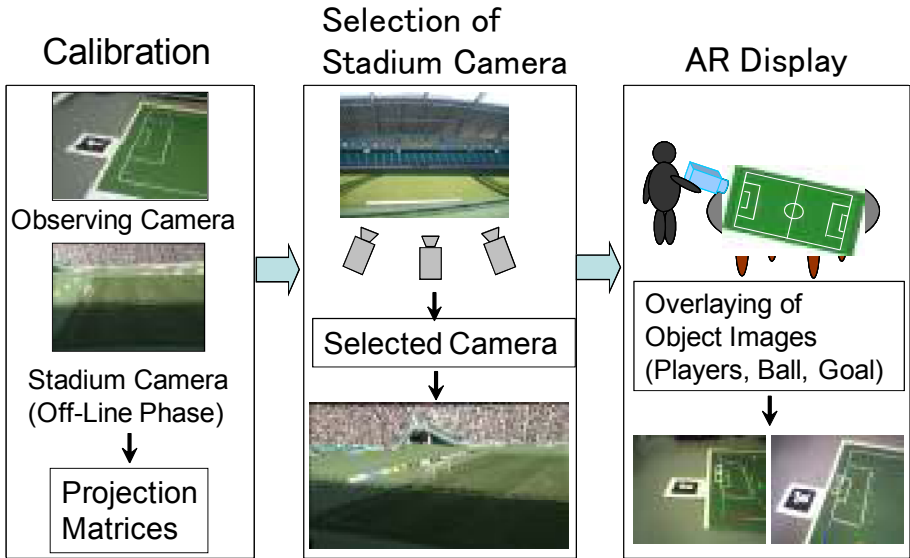 Calibration
Observing Camera
Stadium Camera
(Off-Line Phase)
Projection
Matrices
Selection of
Stadium Camera
Selected Camera
AR Display
Overlaying of
Object Images
(Players, Ball, Goal)